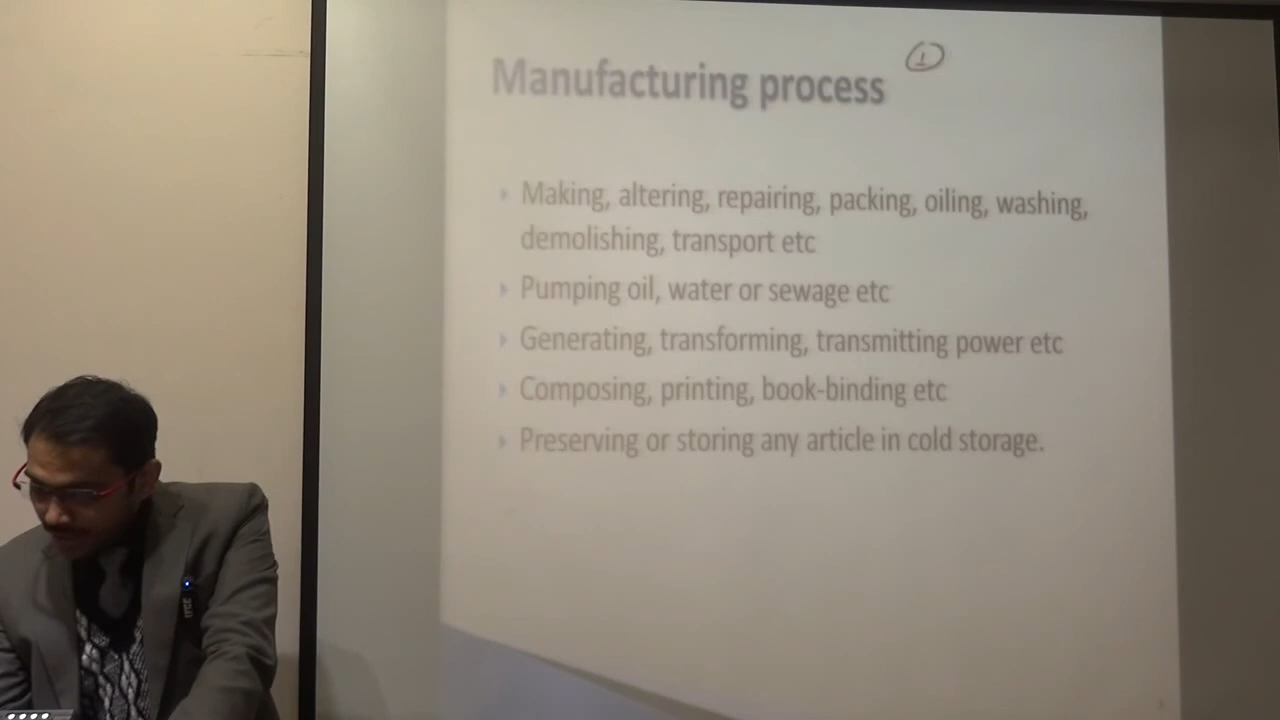 Manufacturing process
1
Making, altering, repairing, packing, oiling, washing,
demolishing, transport etc
Pumping oil, water or sewage etc
Generating, transforming, transmitting power etc
Composing, printing, book-binding etc
Preserving or storing any article in cold storage.